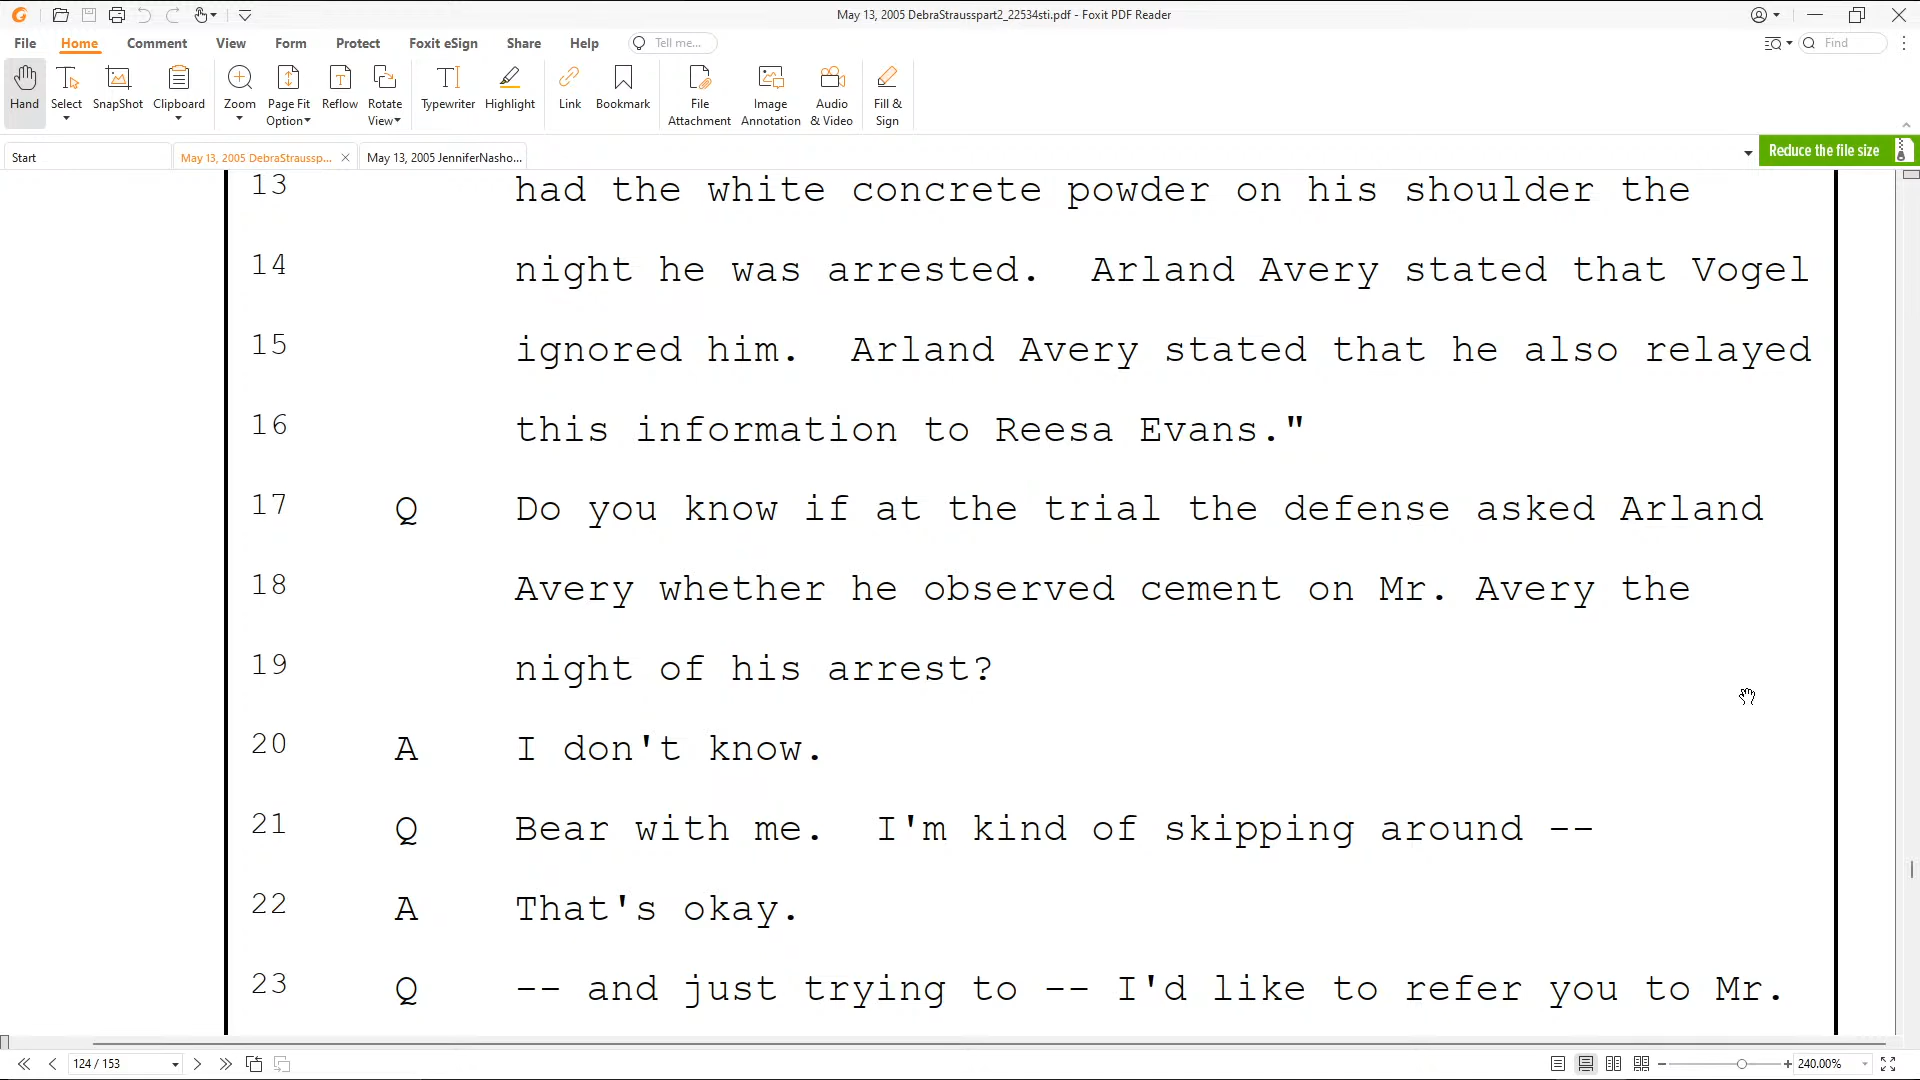 May 13, 2005 DebraStrausspart2_22534sti.pdf - Foxit PDF Reader
File Home Comment View Form Protect Foxit eSign Share Help Tell me... Find
Hand Select SnapShot Clipboard Zoom Page Fit Option Reflow Rotate View Typewriter Highlight Link Bookmark File Attachment Image Annotation Audio & Video Fill & Sign
Start May 13, 2005 DebraStraussp... May 13, 2005 JenniferNasho... Reduce the file size
13 had the white concrete powder on his shoulder the
14 night he was arrested. Arland Avery stated that Vogel
15 ignored him. Arland Avery stated that he also relayed
16 this information to Reesa Evans."
17 Q Do you know if at the trial the defense asked Arland
18 Avery whether he observed cement on Mr. Avery the
19 night of his arrest?
20 A I don't know.
21 Q Bear with me. I'm kind of skipping around --
22 A That's okay.
23 Q -- and just trying to -- I'd like to refer you to Mr.
124 / 153 240.00%